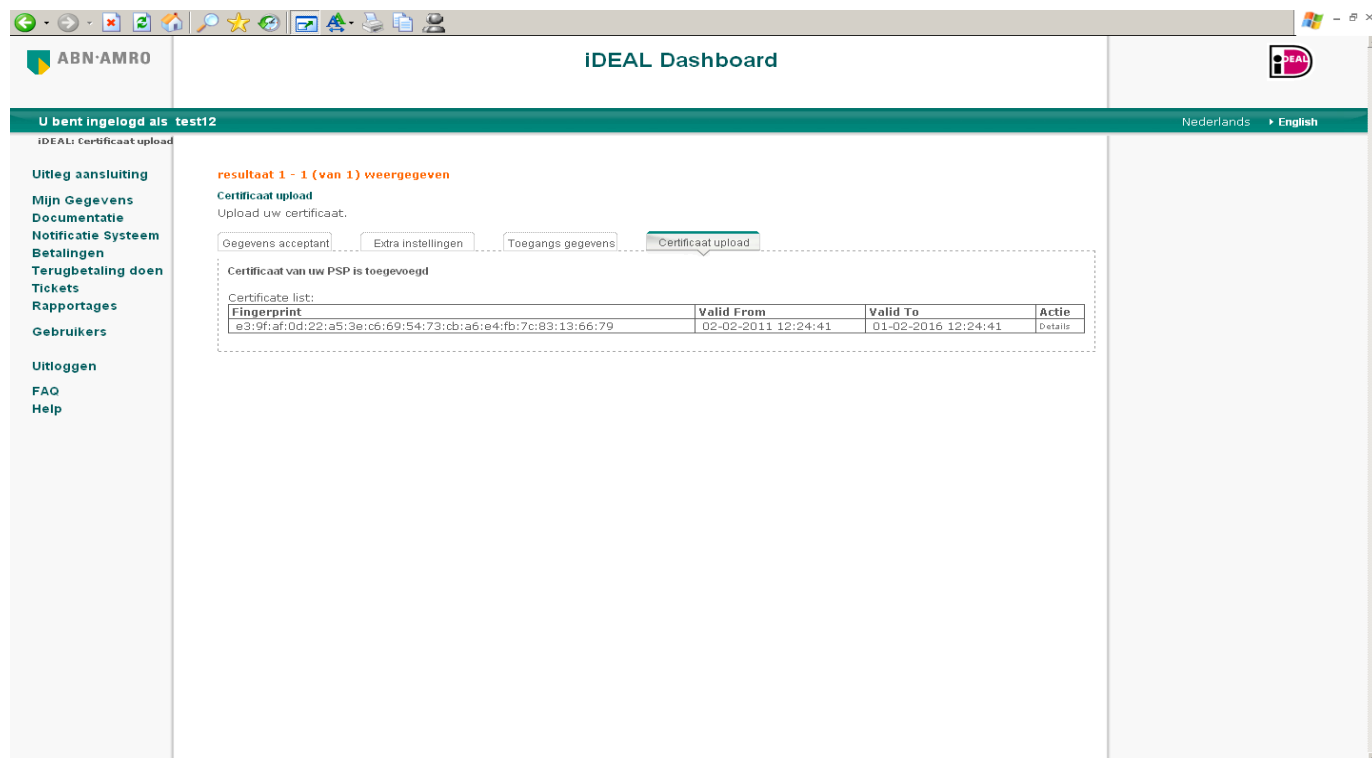 ABN·AMRO
iDEAL Dashboard
iDEAL
U bent ingelogd als test12
Nederlands English
iDEAL: Certificaat upload
Uitleg aansluiting
Mijn Gegevens
Documentatie
Notificatie Systeem
Betalingen
Terugbetaling doen
Tickets
Rapportages
Gebruikers
Uitloggen
FAQ
Help
resultaat 1 - 1 (van 1) weergegeven
Certificaat upload
Upload uw certificaat.
Gegevens acceptant Extra instellingen Toegangs gegevens Certificaat upload
Certificaat van uw PSP is toegevoegd
Certificate list:
Fingerprint Valid From Valid To Actie
e3:9f:af:0d:22:a5:3e:c6:69:54:73:cb:a6:e4:fb:7c:83:13:66:79 02-02-2011 12:24:41 01-02-2016 12:24:41 Details